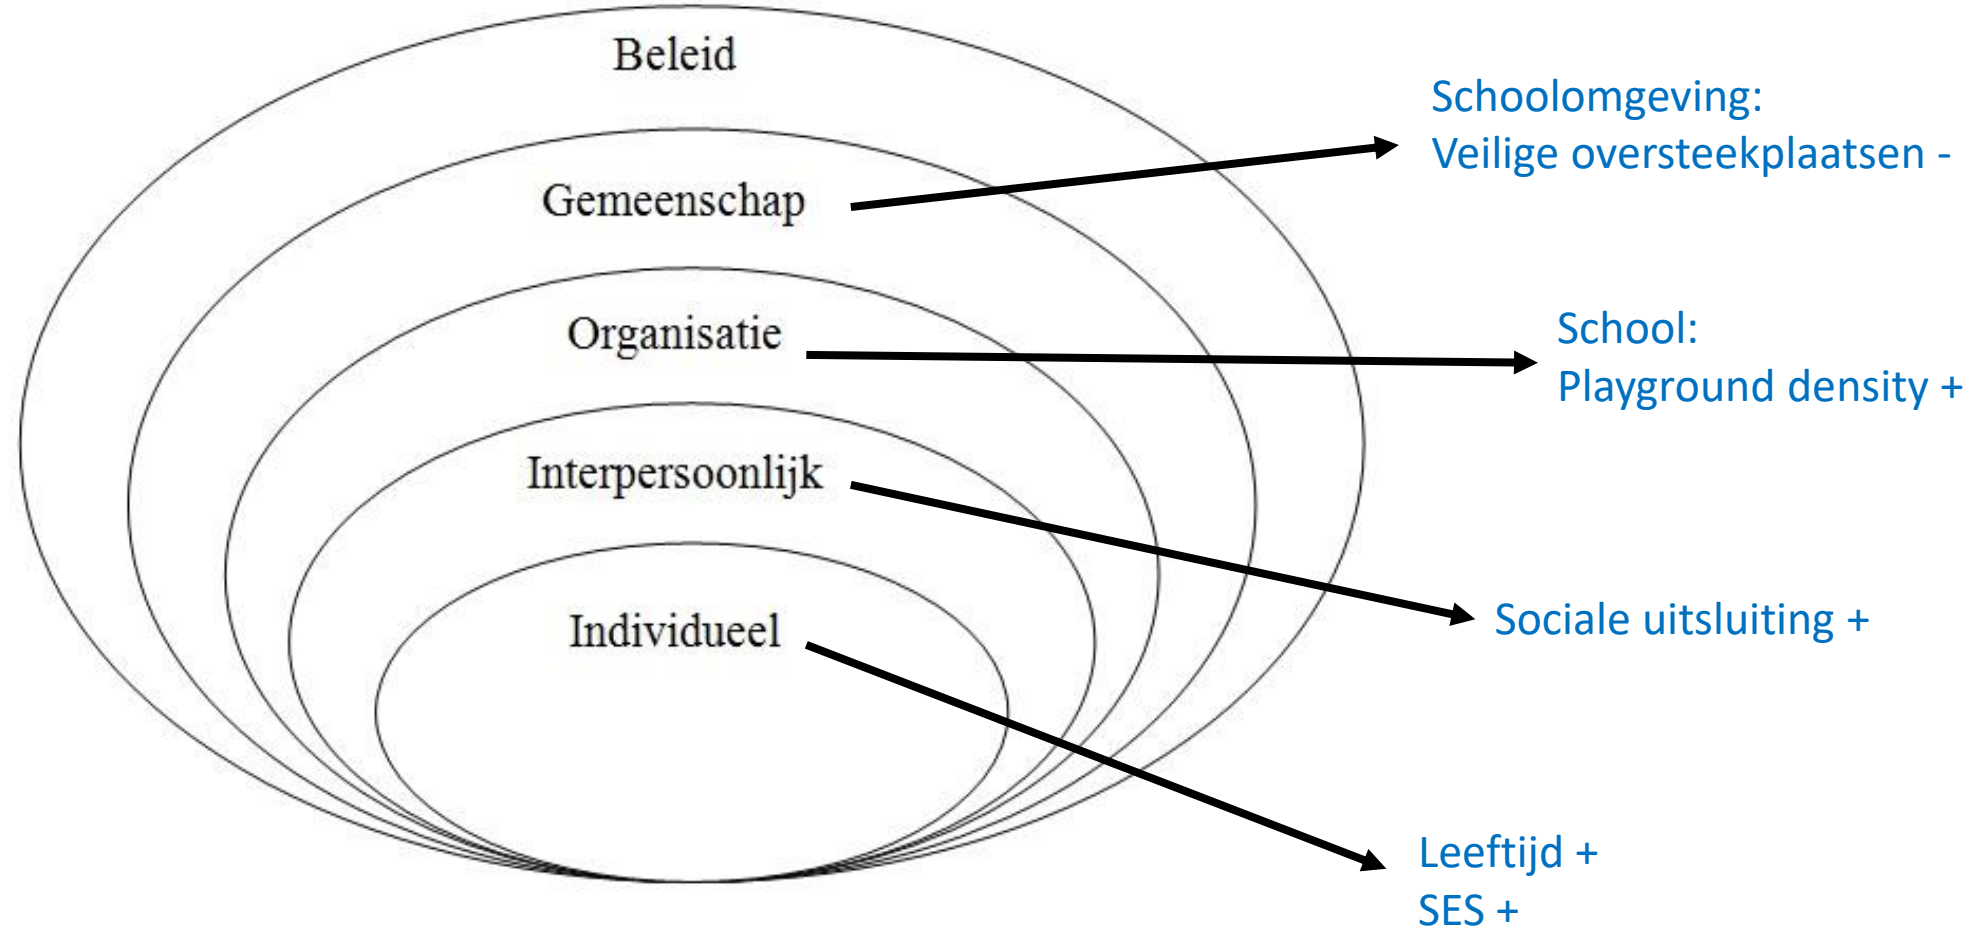 Beleid
Gemeenschap
Organisatie
Interpersoonlijk
Individueel
Schoolomgeving:
Veilige oversteekplaatsen -
School:
Playground density +
Sociale uitsluiting +
Leeftijd +
SES +